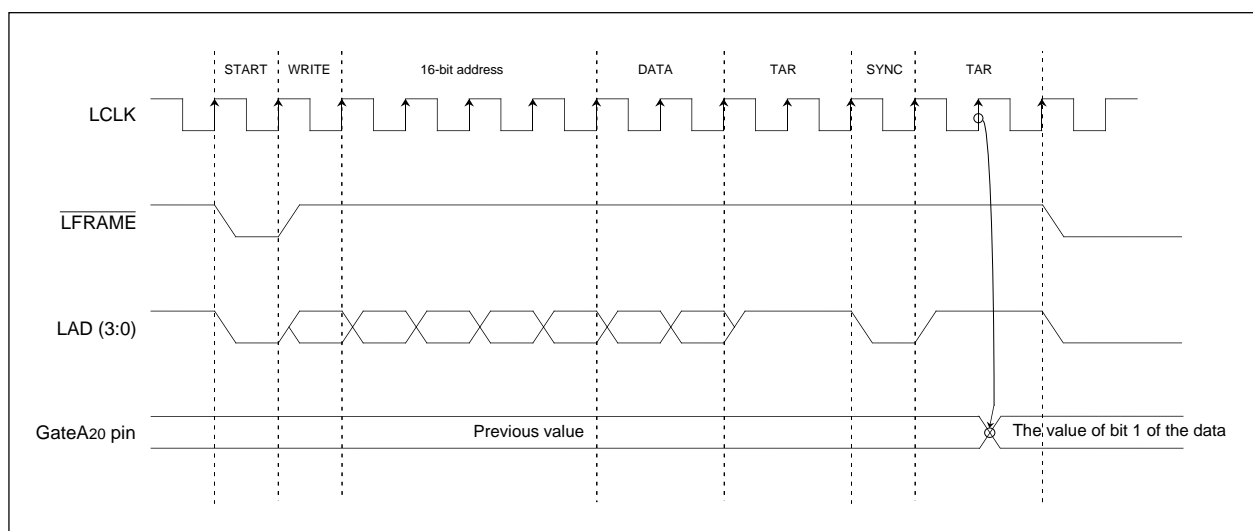 START WRITE 16-bit address DATA TAR SYNC TAR
LCLK
LFRAME
LAD (3:0)
GateA20 pin Previous value The value of bit 1 of the data